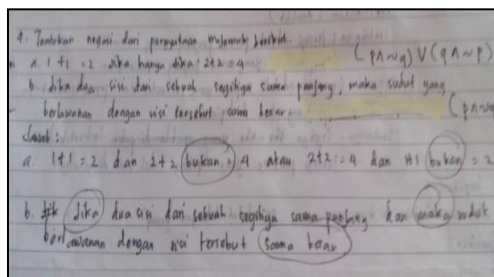 4. Tentukan negasi dari pernyataan majemuk berikut.
a. 1+1 = 2 jika hanya jika 2+2 = 4 (p∧~q) ∨ (q∧~p)
b. Jika dua sisi dari sebuah segitiga sama panjang, maka sudut yang
berlawanan dengan sisi tersebut sama besar. (p∧~
Jawab :
a. 1+1 = 2 dan 2+2 bukan = 4 atau 2+2 = 4 dan 1+1 bukan = 2
b. Jika dua sisi dari sebuah segitiga sama panjang dan maka sudut
berlawanan dengan sisi tersebut sama besar